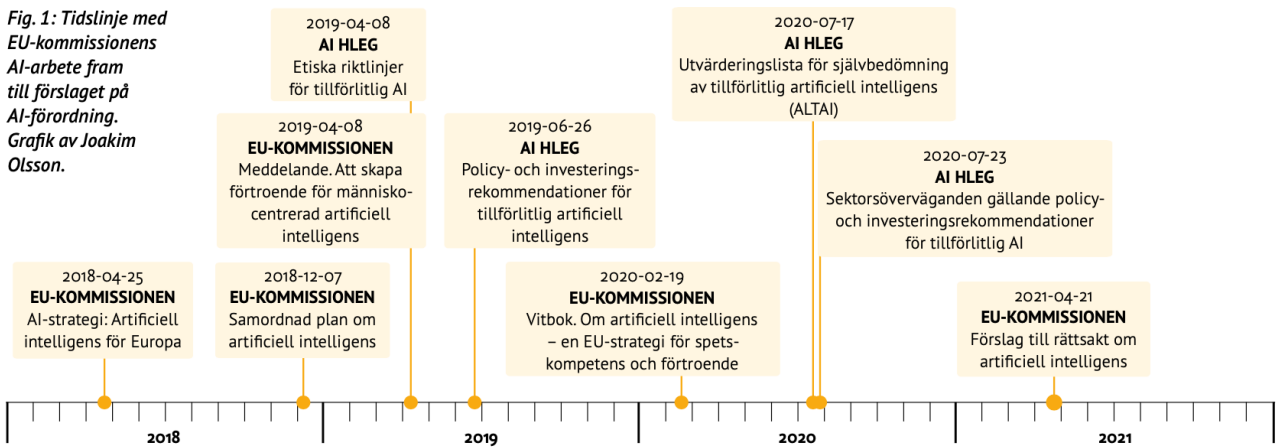 Fig. 1: Tidslinje med
EU-kommissionens
AI-arbete fram
till förslaget på
AI-förordning.
Grafik av Joakim
Olsson.
2019-04-08
AI HLEG
Etiska riktlinjer
för tillförlitlig AI
2020-07-17
AI HLEG
Utvärderingslista för självbedömning
av tillförlitlig artificiell intelligens
(ALTAI)
2019-04-08
EU-KOMMISSIONEN
Meddelande. Att skapa
förtroende för människo-
centrerad artificiell
intelligens
2019-06-26
AI HLEG
Policy- och investerings-
rekommendationer för
tillförlitlig artificiell
intelligens
2020-07-23
AI HLEG
Sektorsöverväganden gällande policy-
och investeringsrekommendationer
för tillförlitlig AI
2018-04-25
EU-KOMMISSIONEN
AI-strategi: Artificiell
intelligens för Europa
2018-12-07
EU-KOMMISSIONEN
Samordnad plan om
artificiell intelligens
2020-02-19
EU-KOMMISSIONEN
Vitbok. Om artificiell intelligens
– en EU-strategi för spets-
kompetens och förtroende
2021-04-21
EU-KOMMISSIONEN
Förslag till rättsakt om
artificiell intelligens
2018
2019
2020
2021